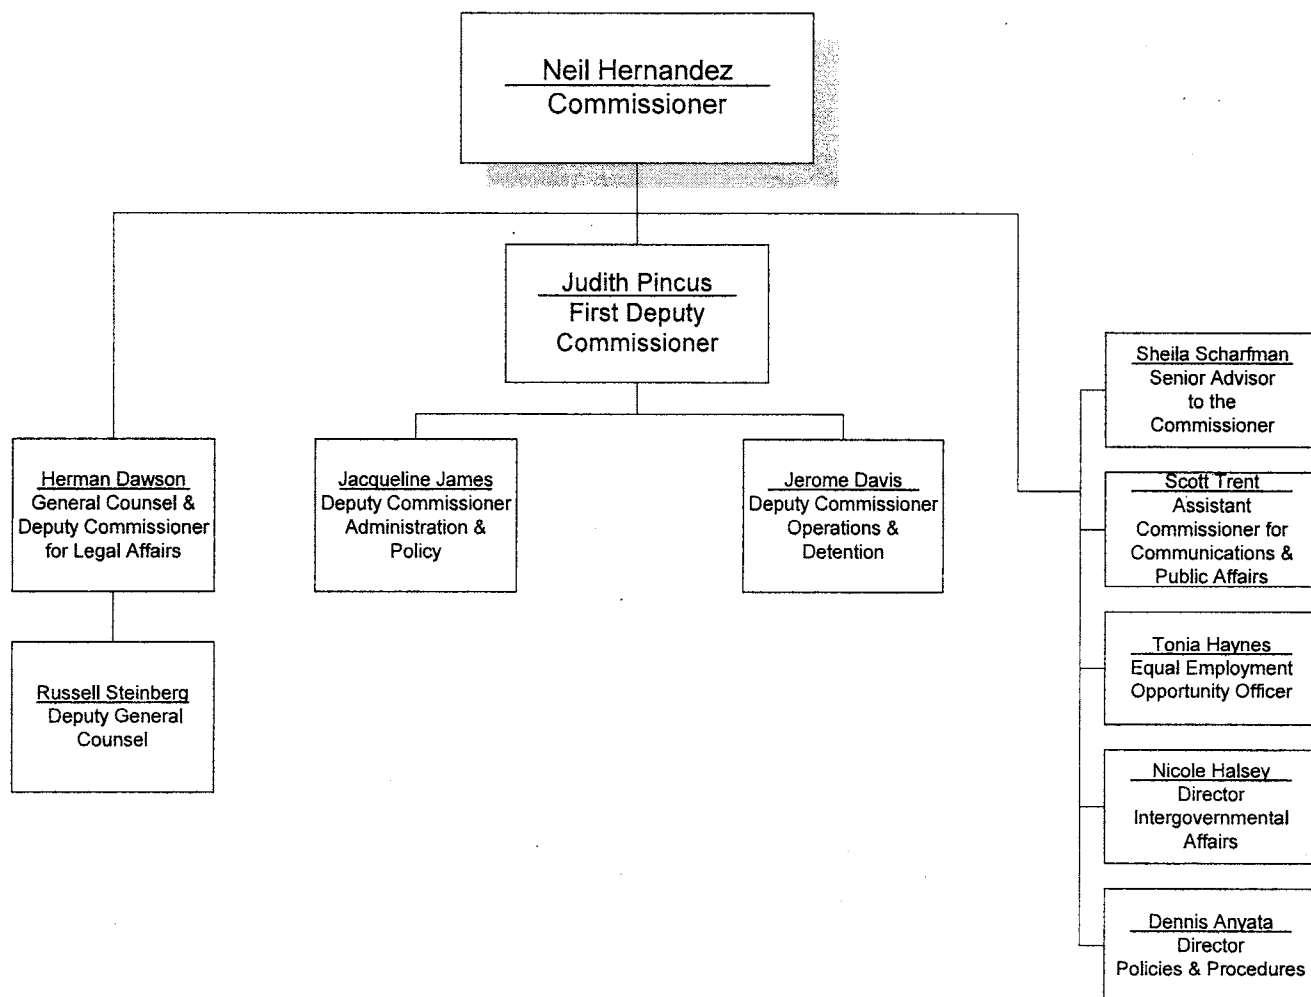 Neil Hernandez
Commissioner
Judith Pincus
First Deputy
Commissioner
Herman Dawson
General Counsel &
Deputy Commissioner
for Legal Affairs
Russell Steinberg
Deputy General
Counsel
Jacqueline James
Deputy Commissioner
Administration &
Policy
Jerome Davis
Deputy Commissioner
Operations &
Detention
Sheila Scharfman
Senior Advisor
to the
Commissioner
Scott Trent
Assistant
Commissioner for
Communications &
Public Affairs
Tonia Haynes
Equal Employment
Opportunity Officer
Nicole Halsey
Director
Intergovernmental
Affairs
Dennis Anyata
Director
Policies & Procedures